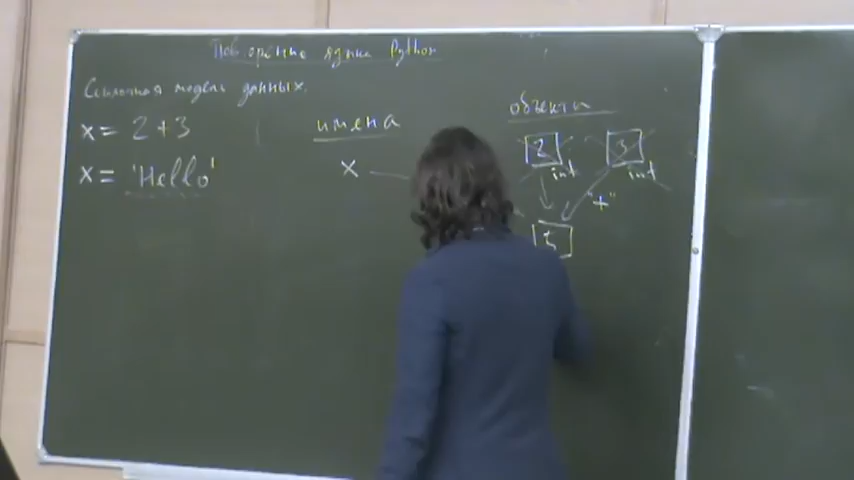 Повторение языка Python
Ссылочная модель данных.
x = 2+3
x = 'Hello'
имена
x
объекты
2 3
int int
"+"
5